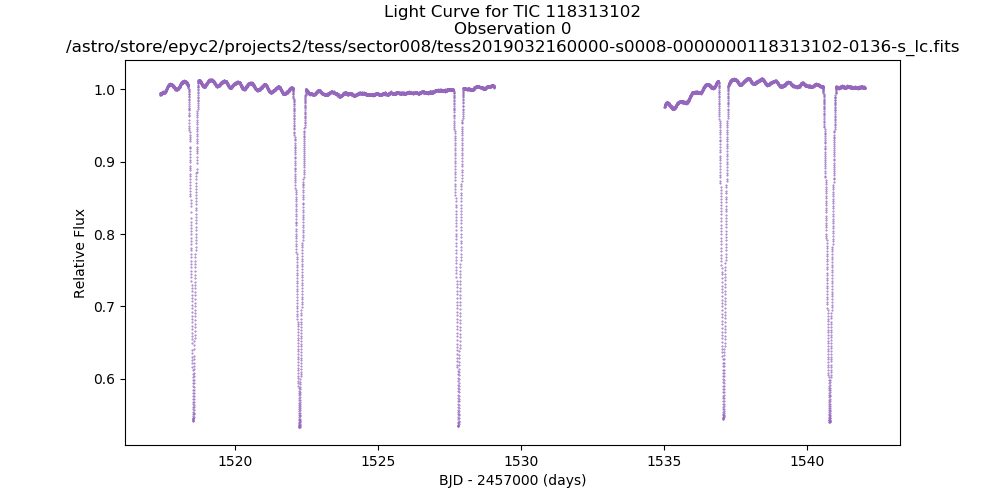 Light Curve for TIC 118313102
Observation 0
/astro/store/epyc2/projects2/tess/sector008/tess2019032160000-s0008-0000000118313102-0136-s_lc.fits
1.0
0.9
0.8
0.7
0.6
Relative Flux
1520
1525
1530
1535
1540
BJD - 2457000 (days)